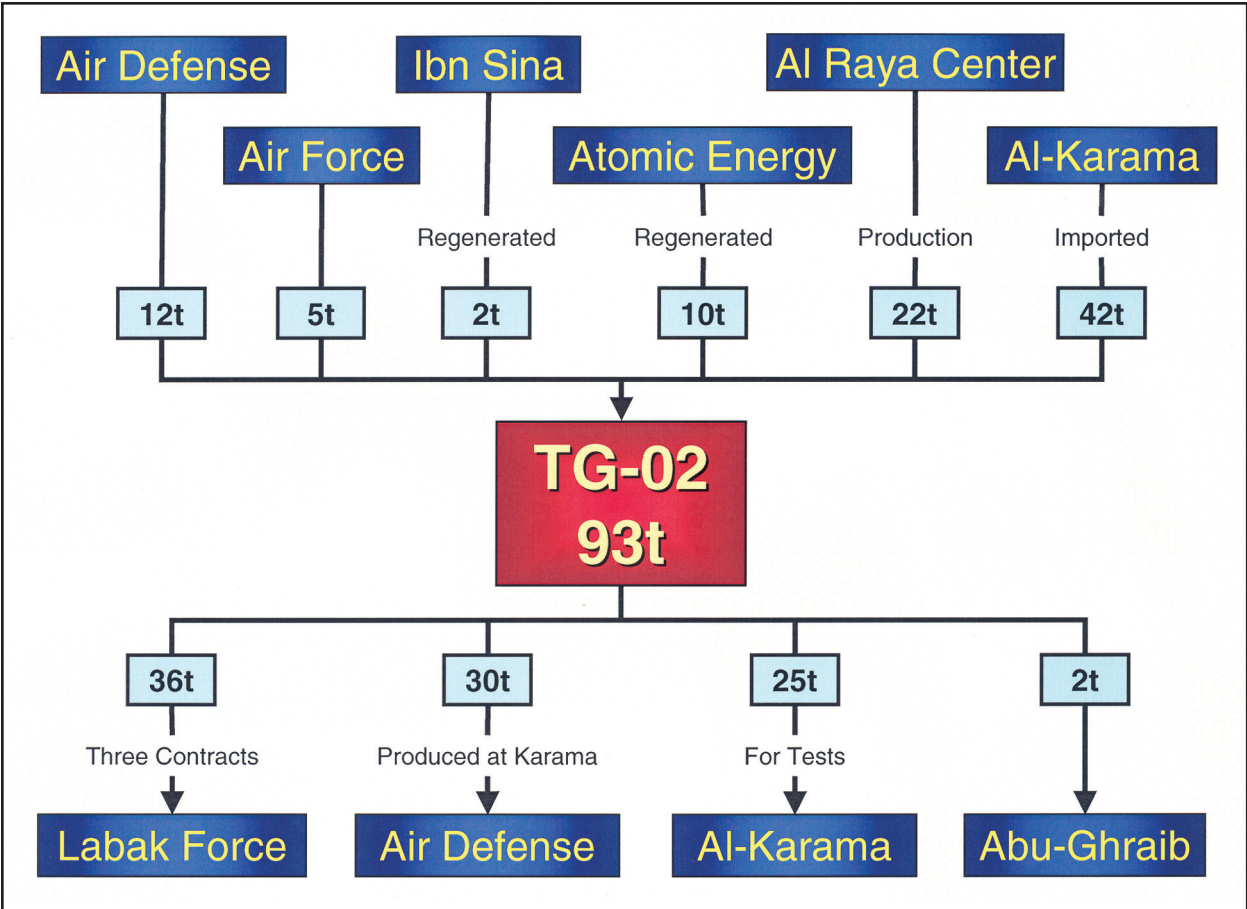 Air Defense
Ibn Sina
Al Raya Center
Air Force
Atomic Energy
Al-Karama
Regenerated
Regenerated
Production
Imported
12t
5t
2t
10t
22t
42t
TG-02
93t
36t
30t
25t
2t
Three Contracts
Produced at Karama
For Tests
Labak Force
Air Defense
Al-Karama
Abu-Ghraib